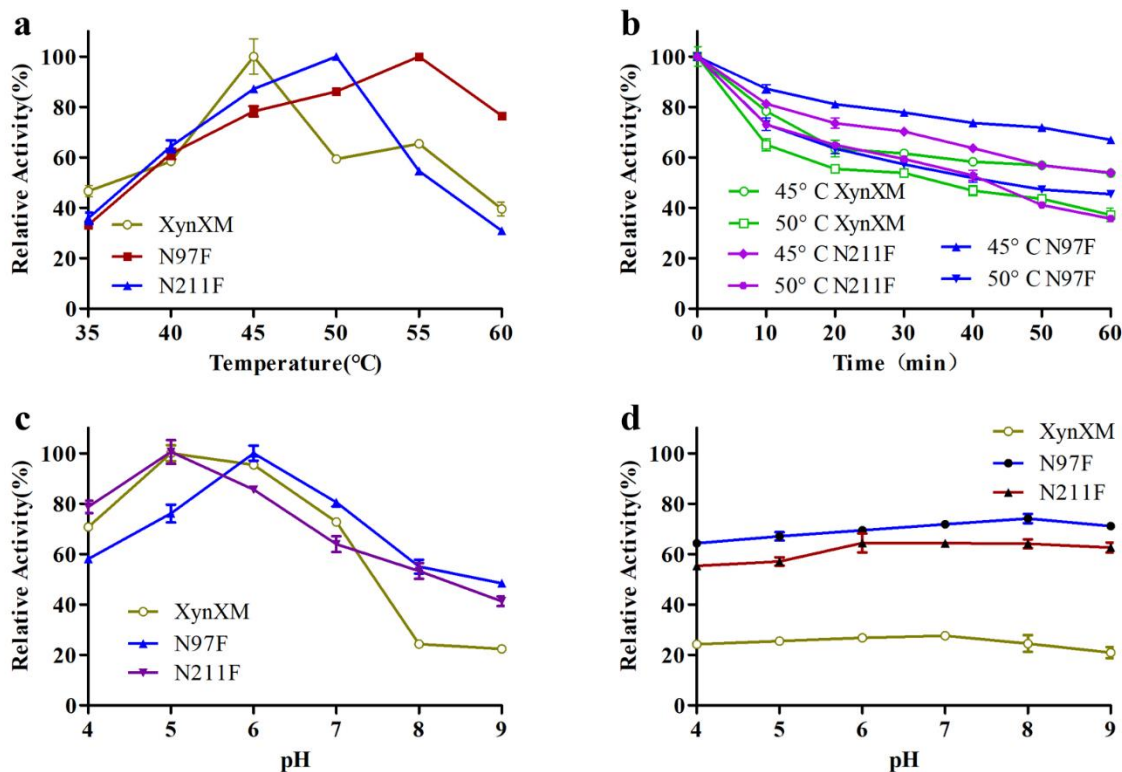 a
Relative Activity(%)
100
80
60
40
20
0
XynXM
N97F
N211F
35 40 45 50 55 60
Temperature(°C)
b
Relative Activity(%)
100
80
60
40
20
0
45° C XynXM
50° C XynXM
45° C N211F
50° C N211F
45° C N97F
50° C N97F
0 10 20 30 40 50 60
Time（min）
c
Relative Activity(%)
100
80
60
40
20
0
XynXM
N97F
N211F
4 5 6 7 8 9
pH
d
Relative Activity(%)
100
80
60
40
20
0
XynXM
N97F
N211F
4 5 6 7 8 9
pH